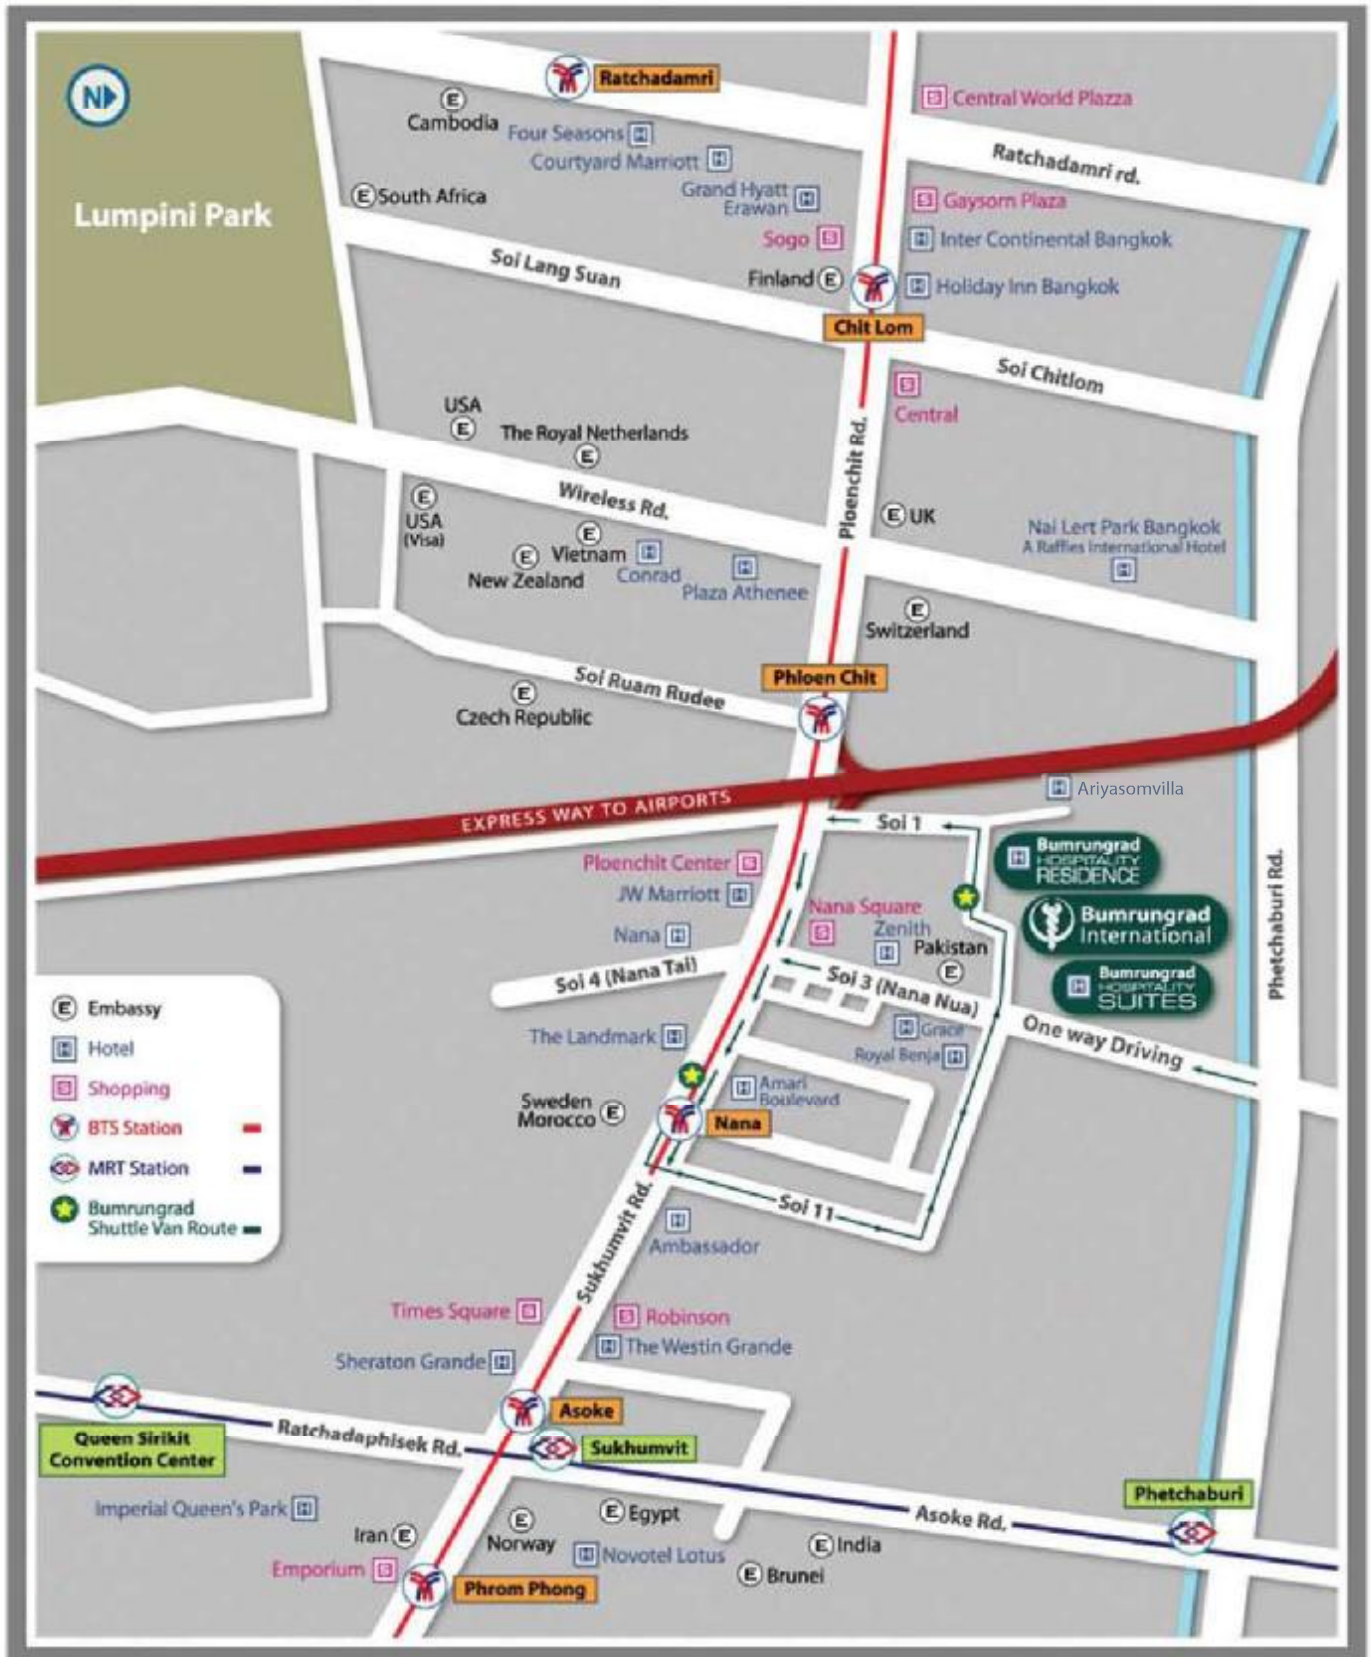 N
Lumpini Park
Ratchadamri
Central World Plazza
E
Cambodia
Four Seasons
Courtyard Marriott
Ratchadamri rd.
E South Africa
Grand Hyatt
Erawan
Gaysorn Plaza
Sogo
Inter Continental Bangkok
Soi Lang Suan
Finland E
Holiday Inn Bangkok
Chit Lom
Soi Chitlom
Central
USA
E
The Royal Netherlands
E
Ploenchit Rd.
Wireless Rd.
E
USA
(Visa)
E UK
Nai Lert Park Bangkok
A Raffles International Hotel
E
Vietnam
E
New Zealand
Conrad
Plaza Athenee
E
Switzerland
Phloen Chit
Soi Ruam Rudee
E
Czech Republic
EXPRESS WAY TO AIRPORTS
Ariyasomvilla
Soi 1
Bumrungrad
HOSPITALITY
RESIDENCE
Ploenchit Center
JW Marriott
Nana Square
Zenith
Pakistan
E
Bumrungrad
International
Phetchaburi Rd.
Nana
Soi 4 (Nana Tai)
Soi 3 (Nana Nua)
Bumrungrad
HOSPITALITY
SUITES
One way Driving
The Landmark
Grace
Royal Benja
Amari
Boulevard
Sweden
Morocco E
Nana
Soi 11
Sukhumvit Rd.
Ambassador
E Embassy
H Hotel
S Shopping
BTS Station
MRT Station
Bumrungrad
Shuttle Van Route
Times Square
Robinson
Sheraton Grande
The Westin Grande
Asoke
Queen Sirikit
Convention Center
Ratchadaphisek Rd.
Sukhumvit
Phetchaburi
Imperial Queen's Park
Iran E
E
Norway
E Egypt
Asoke Rd.
Novotel Lotus
E India
E Brunei
Emporium
Phrom Phong